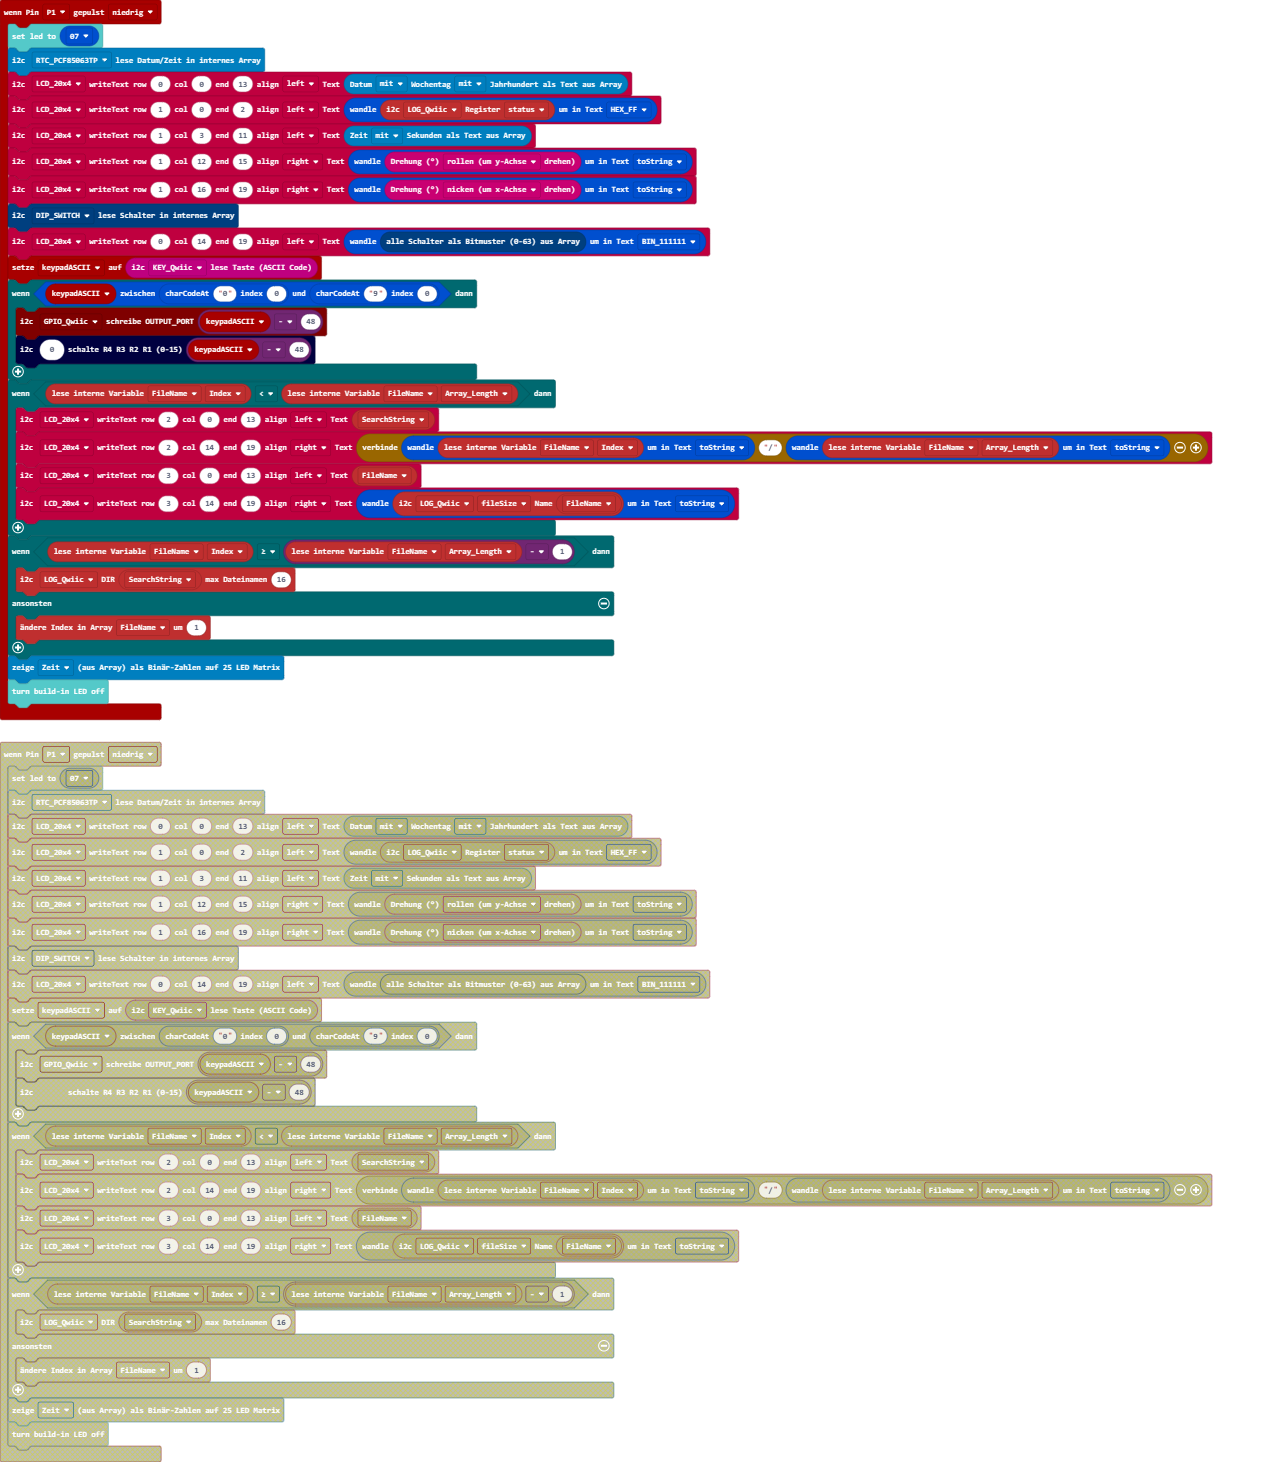 wenn Pin P1 gepulst niedrig
set led to 07
i2c RTC_PCF85063TP lese Datum/Zeit in internes Array
i2c LCD_20x4 writeText row 0 col 0 end 13 align left Text Datum mit Wochentag mit Jahrhundert als Text aus Array
i2c LCD_20x4 writeText row 1 col 0 end 2 align left Text wandle i2c LOG_Qwiic Register status um in Text HEX_FF
i2c LCD_20x4 writeText row 1 col 3 end 11 align left Text Zeit mit Sekunden als Text aus Array
i2c LCD_20x4 writeText row 1 col 12 end 15 align right Text wandle Drehung (°) rollen (um y-Achse drehen) um in Text toString
i2c LCD_20x4 writeText row 1 col 16 end 19 align right Text wandle Drehung (°) nicken (um x-Achse drehen) um in Text toString
i2c DIP_SWITCH lese Schalter in internes Array
i2c LCD_20x4 writeText row 0 col 14 end 19 align left Text wandle alle Schalter als Bitmuster (0-63) aus Array um in Text BIN_111111
setze keypadASCII auf i2c KEY_Qwiic lese Taste (ASCII Code)
wenn keypadASCII zwischen charCodeAt "0" index 0 und charCodeAt "9" index 0 dann
i2c GPIO_Qwiic schreibe OUTPUT_PORT keypadASCII - 48
i2c 0 schalte R4 R3 R2 R1 (0-15) keypadASCII - 48
wenn lese interne Variable FileName Index < lese interne Variable FileName Array_Length dann
i2c LCD_20x4 writeText row 2 col 0 end 13 align left Text SearchString
i2c LCD_20x4 writeText row 2 col 14 end 19 align right Text verbinde wandle lese interne Variable FileName Index um in Text toString "/" wandle lese interne Variable FileName Array_Length um in Text toString
i2c LCD_20x4 writeText row 3 col 0 end 13 align left Text FileName
i2c LCD_20x4 writeText row 3 col 14 end 19 align right Text wandle i2c LOG_Qwiic fileSize Name FileName um in Text toString
wenn lese interne Variable FileName Index ≥ lese interne Variable FileName Array_Length - 1 dann
i2c LOG_Qwiic DIR SearchString max Dateinamen 16
ansonsten
ändere Index in Array FileName um 1
zeige Zeit (aus Array) als Binär-Zahlen auf 25 LED Matrix
turn build-in LED off
wenn Pin P1 gepulst niedrig
set led to 07
i2c RTC_PCF85063TP lese Datum/Zeit in internes Array
i2c LCD_20x4 writeText row 0 col 0 end 13 align left Text Datum mit Wochentag mit Jahrhundert als Text aus Array
i2c LCD_20x4 writeText row 1 col 0 end 2 align left Text wandle i2c LOG_Qwiic Register status um in Text HEX_FF
i2c LCD_20x4 writeText row 1 col 3 end 11 align left Text Zeit mit Sekunden als Text aus Array
i2c LCD_20x4 writeText row 1 col 12 end 15 align right Text wandle Drehung (°) rollen (um y-Achse drehen) um in Text toString
i2c LCD_20x4 writeText row 1 col 16 end 19 align right Text wandle Drehung (°) nicken (um x-Achse drehen) um in Text toString
i2c DIP_SWITCH lese Schalter in internes Array
i2c LCD_20x4 writeText row 0 col 14 end 19 align left Text wandle alle Schalter als Bitmuster (0-63) aus Array um in Text BIN_111111
setze keypadASCII auf i2c KEY_Qwiic lese Taste (ASCII Code)
wenn keypadASCII zwischen charCodeAt "0" index 0 und charCodeAt "9" index 0 dann
i2c GPIO_Qwiic schreibe OUTPUT_PORT keypadASCII - 48
i2c schalte R4 R3 R2 R1 (0-15) keypadASCII - 48
wenn lese interne Variable FileName Index < lese interne Variable FileName Array_Length dann
i2c LCD_20x4 writeText row 2 col 0 end 13 align left Text SearchString
i2c LCD_20x4 writeText row 2 col 14 end 19 align right Text verbinde wandle lese interne Variable FileName Index um in Text toString "/" wandle lese interne Variable FileName Array_Length um in Text toString
i2c LCD_20x4 writeText row 3 col 0 end 13 align left Text FileName
i2c LCD_20x4 writeText row 3 col 14 end 19 align right Text wandle i2c LOG_Qwiic fileSize Name FileName um in Text toString
wenn lese interne Variable FileName Index ≥ lese interne Variable FileName Array_Length - 1 dann
i2c LOG_Qwiic DIR SearchString max Dateinamen 16
ansonsten
ändere Index in Array FileName um 1
zeige Zeit (aus Array) als Binär-Zahlen auf 25 LED Matrix
turn build-in LED off